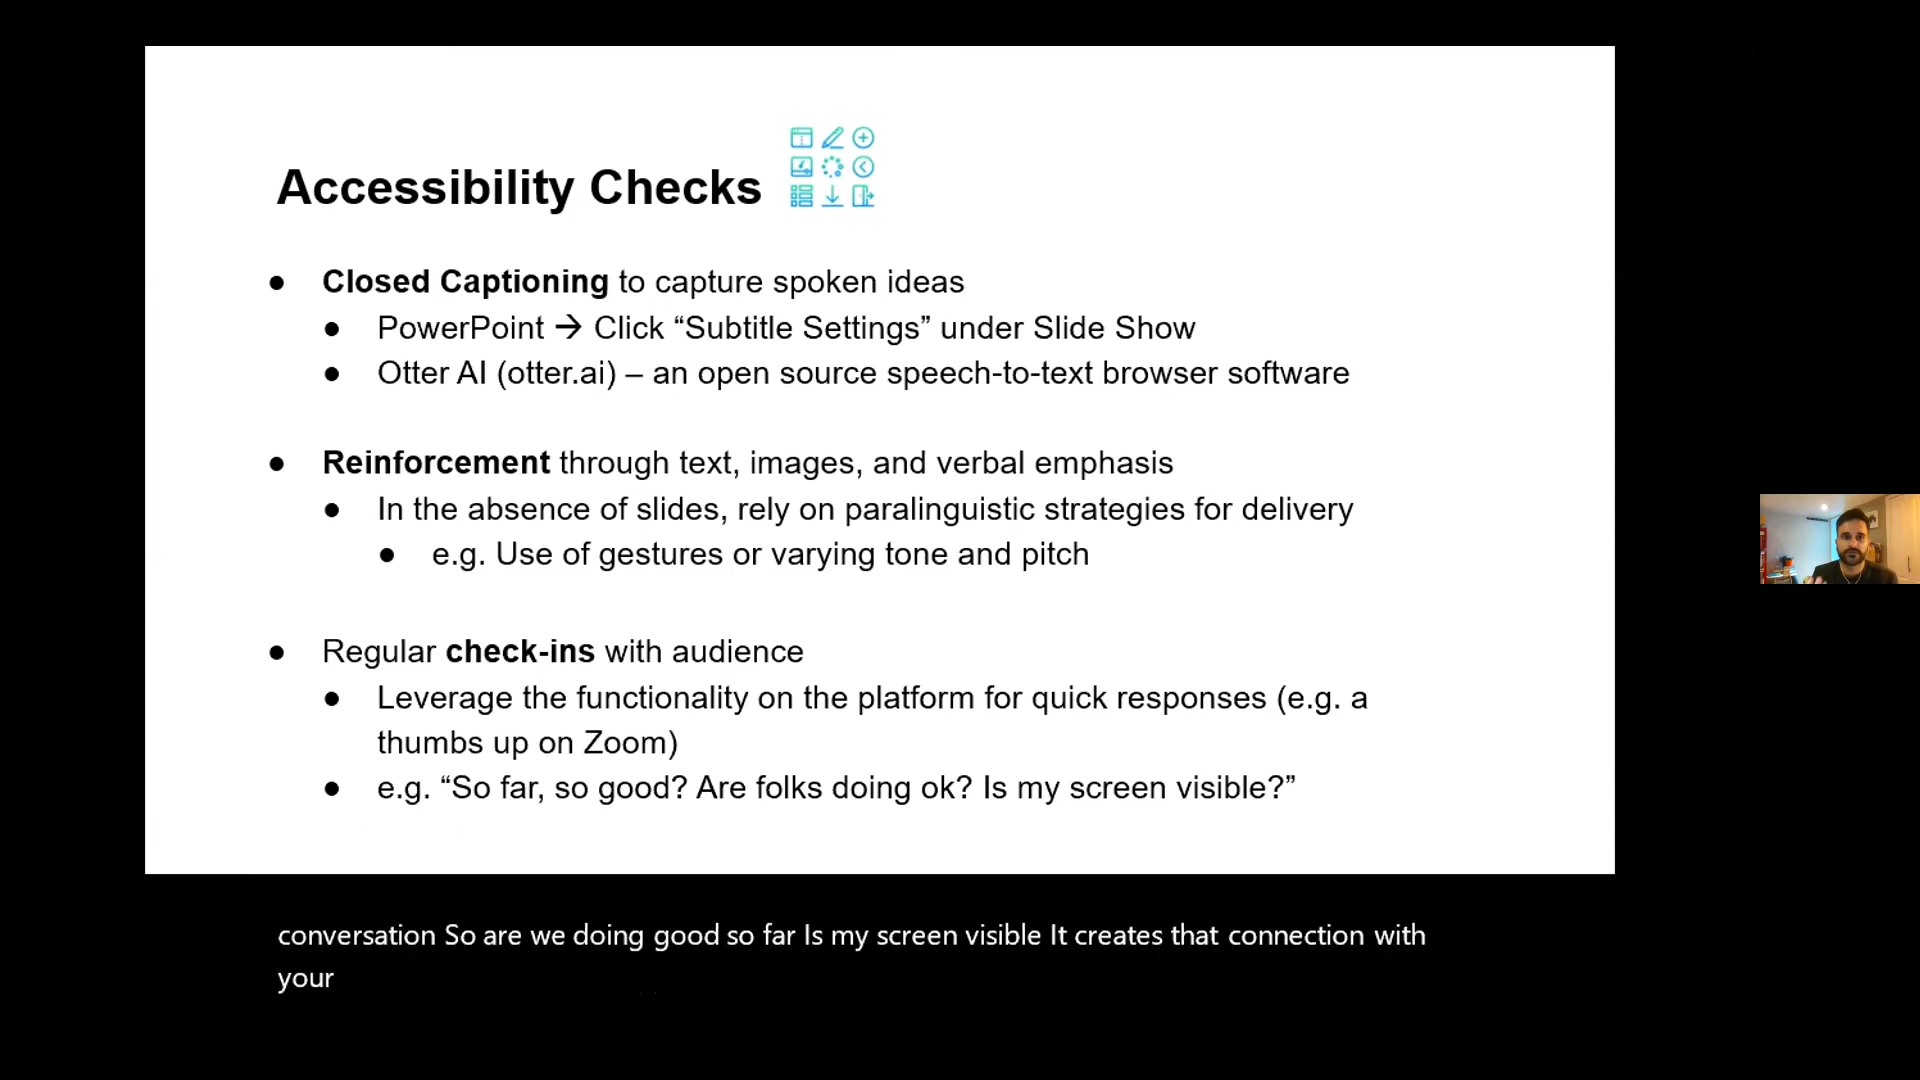 Accessibility Checks
● Closed Captioning to capture spoken ideas
● PowerPoint → Click “Subtitle Settings” under Slide Show
● Otter AI (otter.ai) – an open source speech-to-text browser software
● Reinforcement through text, images, and verbal emphasis
● In the absence of slides, rely on paralinguistic strategies for delivery
● e.g. Use of gestures or varying tone and pitch
● Regular check-ins with audience
● Leverage the functionality on the platform for quick responses (e.g. a
thumbs up on Zoom)
● e.g. “So far, so good? Are folks doing ok? Is my screen visible?”
conversation So are we doing good so far Is my screen visible It creates that connection with
your